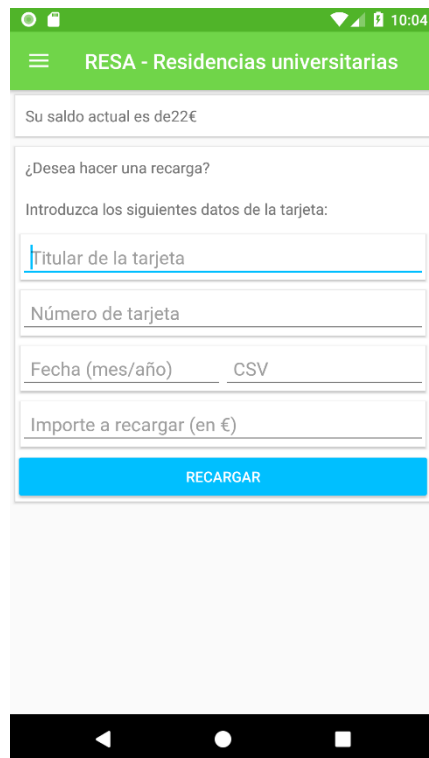 10:04
RESA - Residencias universitarias
Su saldo actual es de22€
¿Desea hacer una recarga?
Introduzca los siguientes datos de la tarjeta:
Titular de la tarjeta
Número de tarjeta
Fecha (mes/año) CSV
Importe a recargar (en €)
RECARGAR